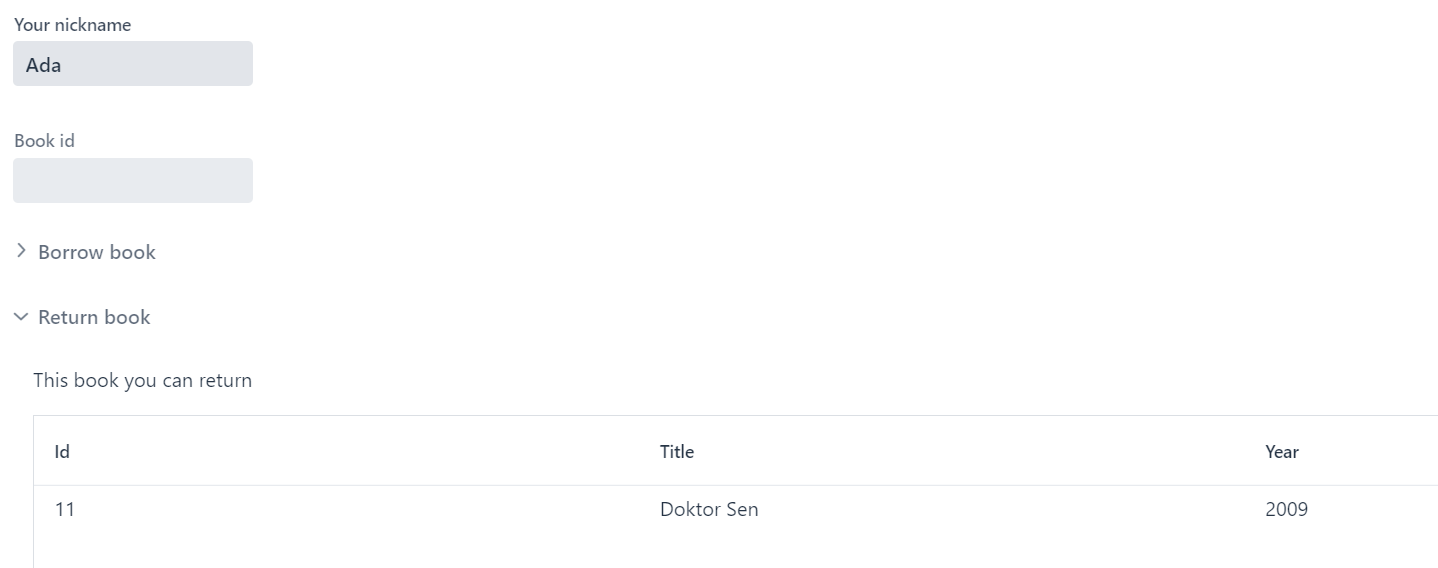 Your nickname
Ada
Book id
Borrow book
Return book
This book you can return
Id Title Year
11 Doktor Sen 2009